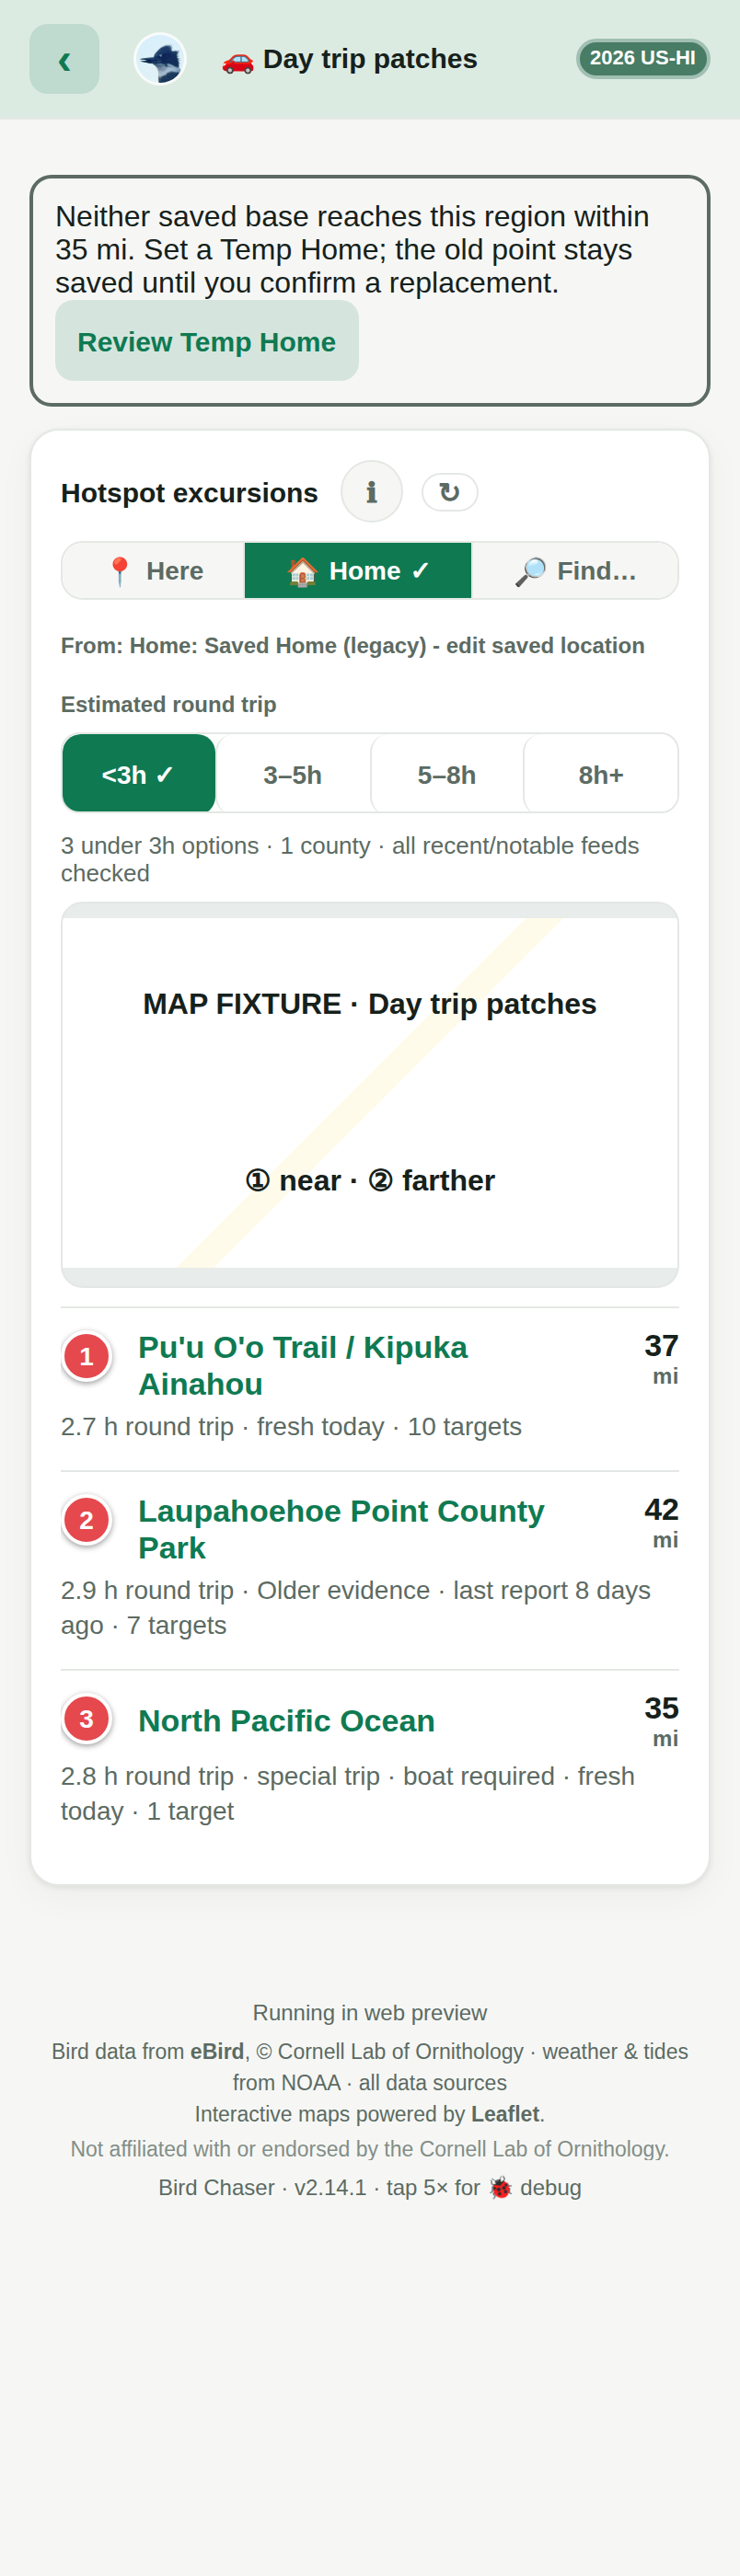 ‹ 🚗 Day trip patches 2026 US-HI
Neither saved base reaches this region within
35 mi. Set a Temp Home; the old point stays
saved until you confirm a replacement.
Review Temp Home
Hotspot excursions ℹ ↻
📍 Here 🏠 Home ✓ 🔎 Find…
From: Home: Saved Home (legacy) - edit saved location
Estimated round trip
<3h ✓ 3–5h 5–8h 8h+
3 under 3h options · 1 county · all recent/notable feeds
checked
MAP FIXTURE · Day trip patches
① near · ② farther
1 Pu'u O'o Trail / Kipuka 37
Ainahou mi
2.7 h round trip · fresh today · 10 targets
2 Laupahoehoe Point County 42
Park mi
2.9 h round trip · Older evidence · last report 8 days
ago · 7 targets
3 North Pacific Ocean 35
mi
2.8 h round trip · special trip · boat required · fresh
today · 1 target
Running in web preview
Bird data from eBird, © Cornell Lab of Ornithology · weather & tides
from NOAA · all data sources
Interactive maps powered by Leaflet.
Not affiliated with or endorsed by the Cornell Lab of Ornithology.
Bird Chaser · v2.14.1 · tap 5× for 🐞 debug